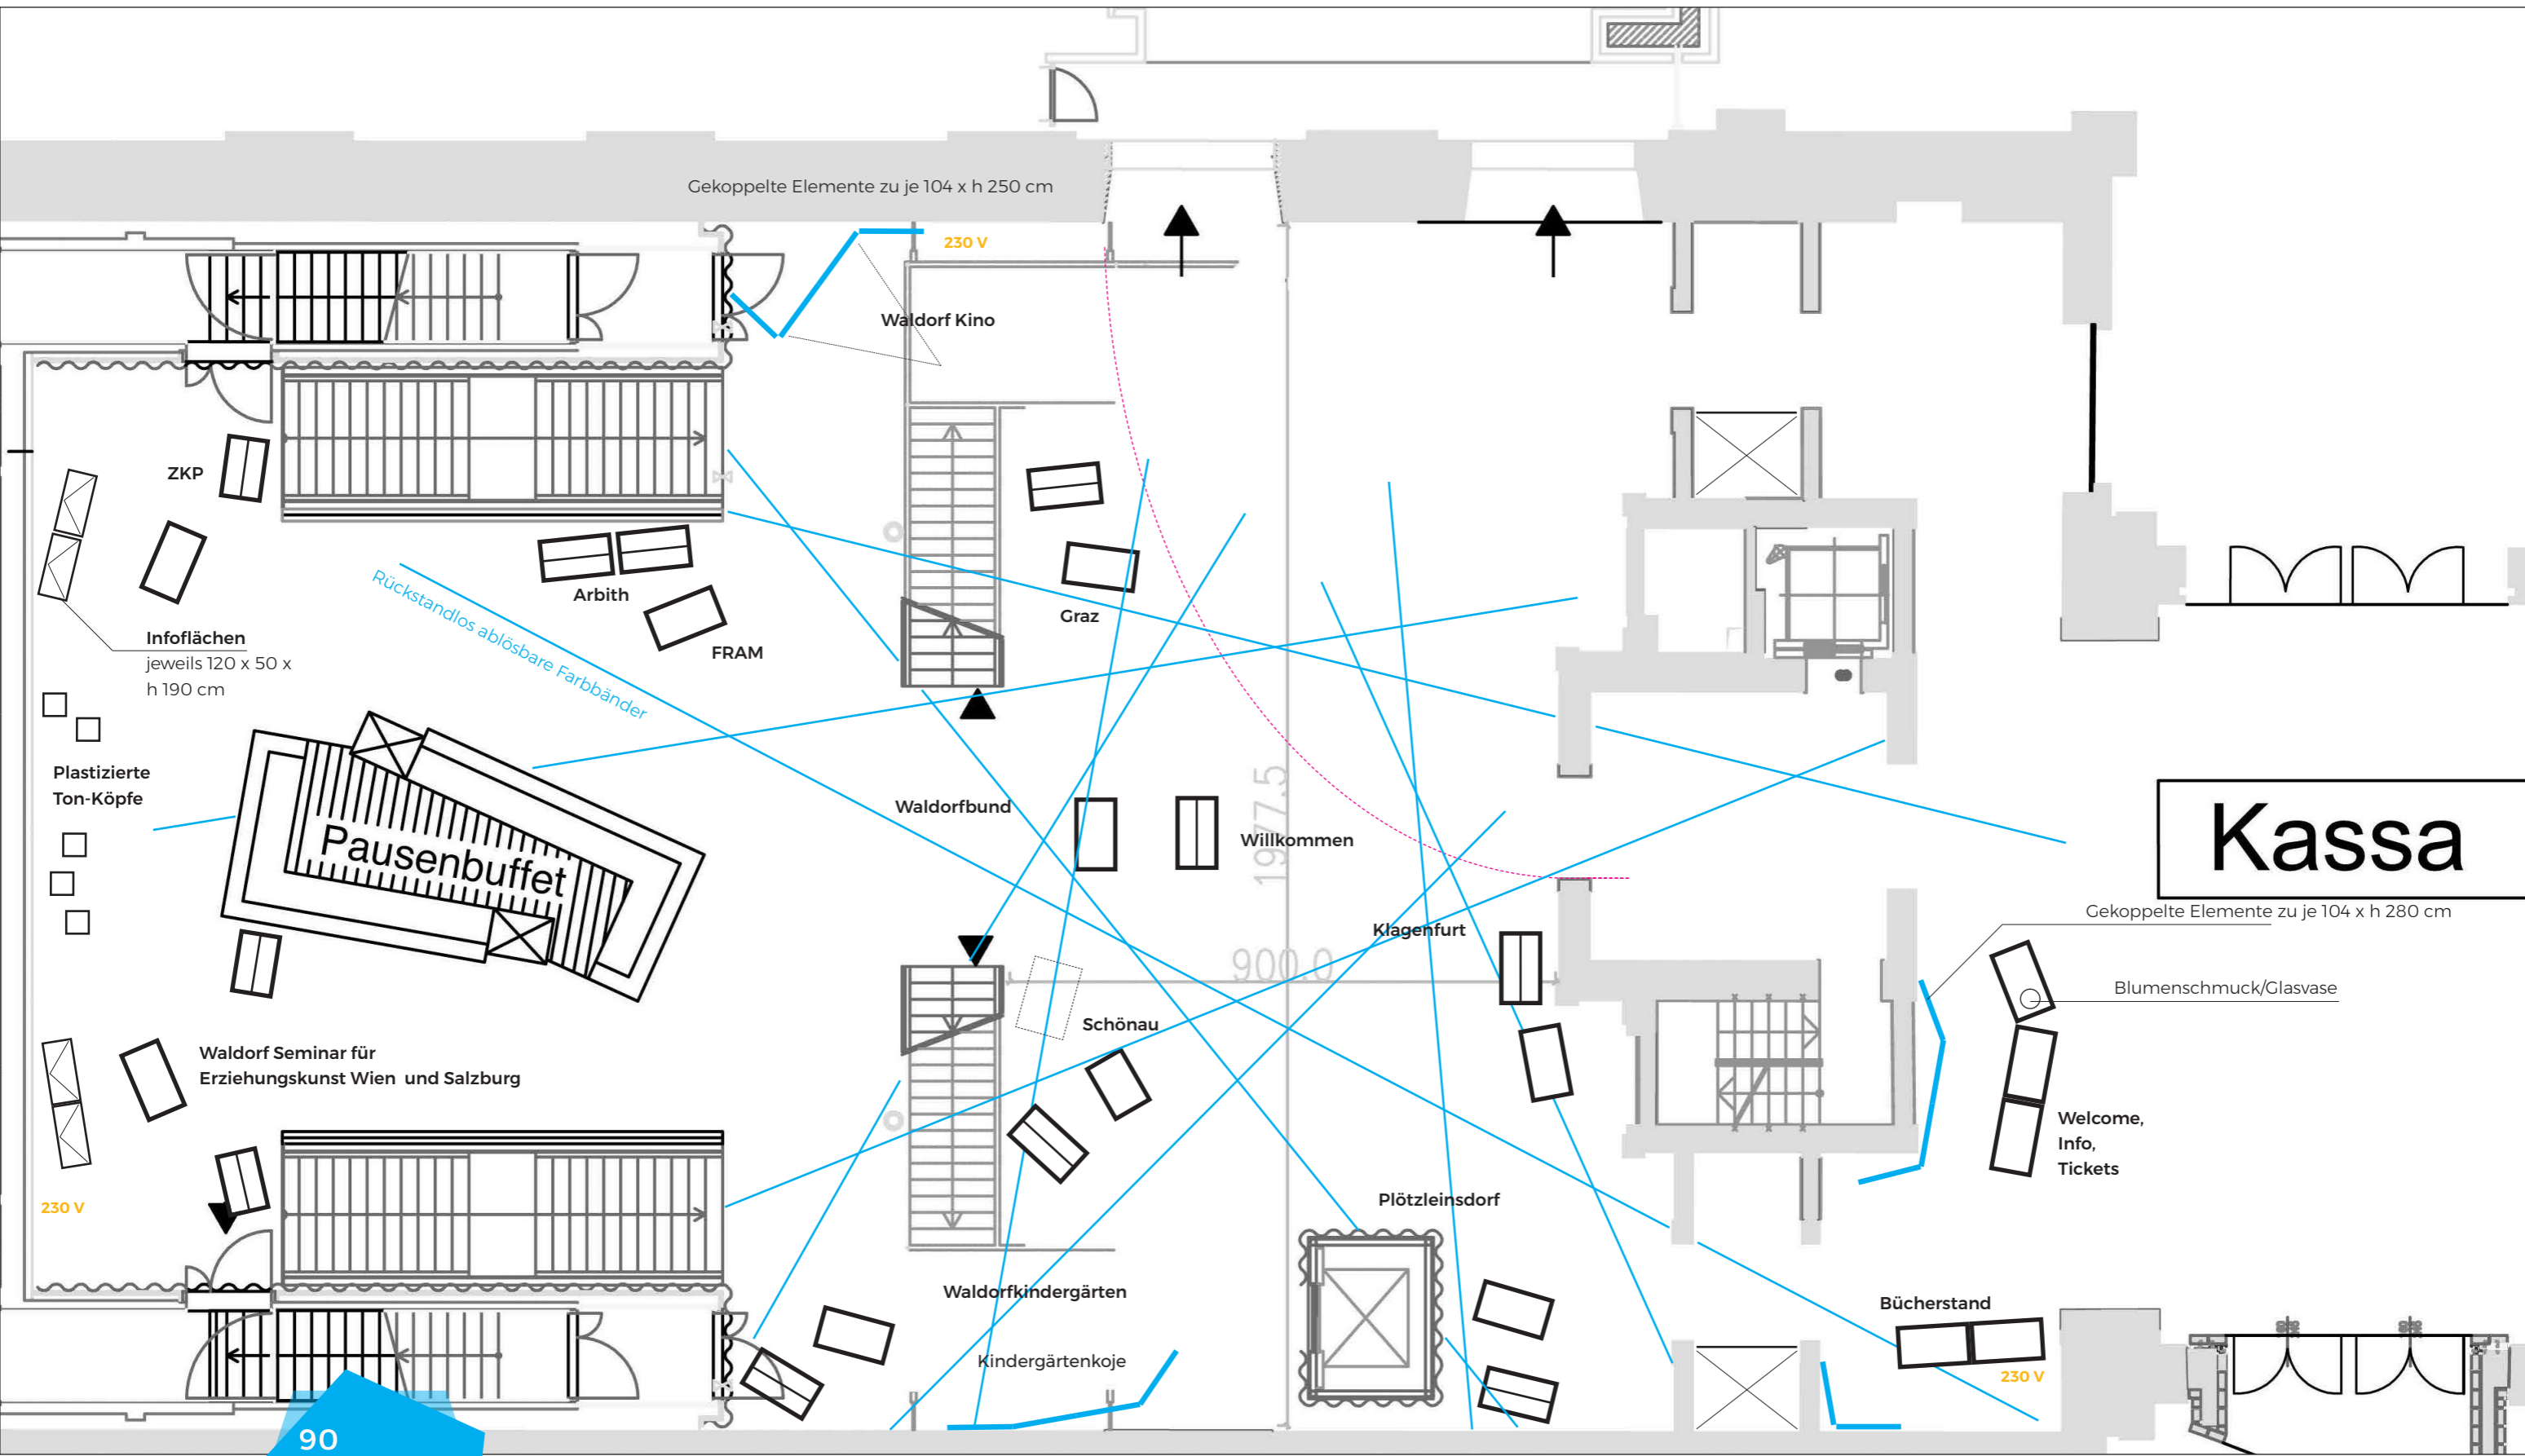 Gekoppelte Elemente zu je 104 x h 250 cm
230 V
Waldorf Kino
ZKP
Rückstandlos ablösbare Farbbänder
Arbith
FRAM
Graz
Infoflächen
jeweils 120 x 50 x
h 190 cm
Plastizierte
Ton-Köpfe
Pausenbuffet
Waldorfbund
Willkommen
1977.5
Kassa
Klagenfurt
900.0
Gekoppelte Elemente zu je 104 x h 280 cm
Blumenschmuck/Glasvase
Schönau
Waldorf Seminar für
Erziehungskunst Wien und Salzburg
Welcome,
Info,
Tickets
230 V
Plötzleinsdorf
Waldorfkindergärten
Kindergärtenkoje
Bücherstand
230 V
90